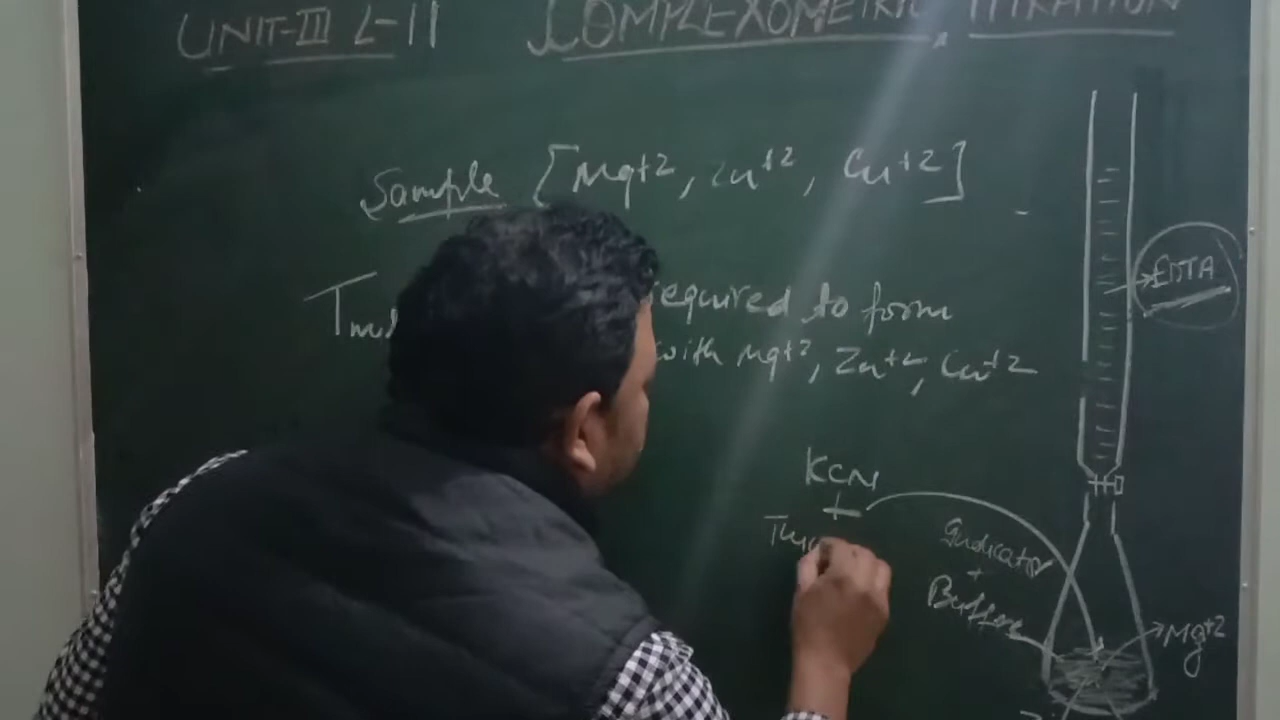 UNIT-III L-11
COMPLEXOMETRIC TITRATION
Sample [Mg+2, Zn+2, Cu+2]
required to form
with Mg+2, Zn+2, Cu+2
EDTA
KCN
+
Indicator
+
Buffer
Mg+2